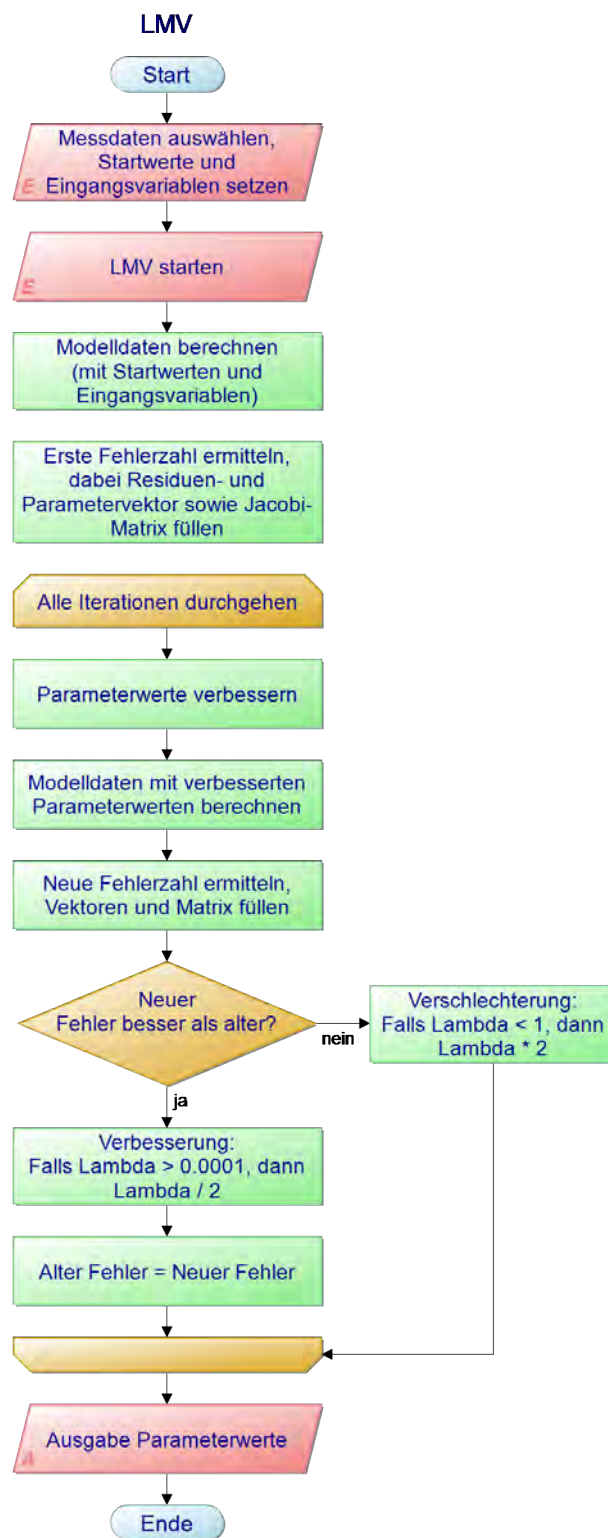 LMV
Start
Messdaten auswählen,
Startwerte und
Eingangsvariablen setzen
E
LMV starten
E
Modelldaten berechnen
(mit Startwerten und
Eingangsvariablen)
Erste Fehlerzahl ermitteln,
dabei Residuen- und
Parametervektor sowie Jacobi-
Matrix füllen
Alle Iterationen durchgehen
Parameterwerte verbessern
Modelldaten mit verbesserten
Parameterwerten berechnen
Neue Fehlerzahl ermitteln,
Vektoren und Matrix füllen
Neuer
Fehler besser als alter?
nein
Verschlechterung:
Falls Lambda < 1, dann
Lambda * 2
ja
Verbesserung:
Falls Lambda > 0.0001, dann
Lambda / 2
Alter Fehler = Neuer Fehler
Ausgabe Parameterwerte
A
Ende